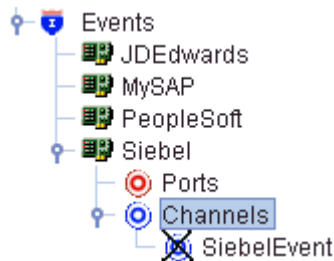 Events
JDEdwards
MySAP
PeopleSoft
Siebel
Ports
Channels
SiebelEvent